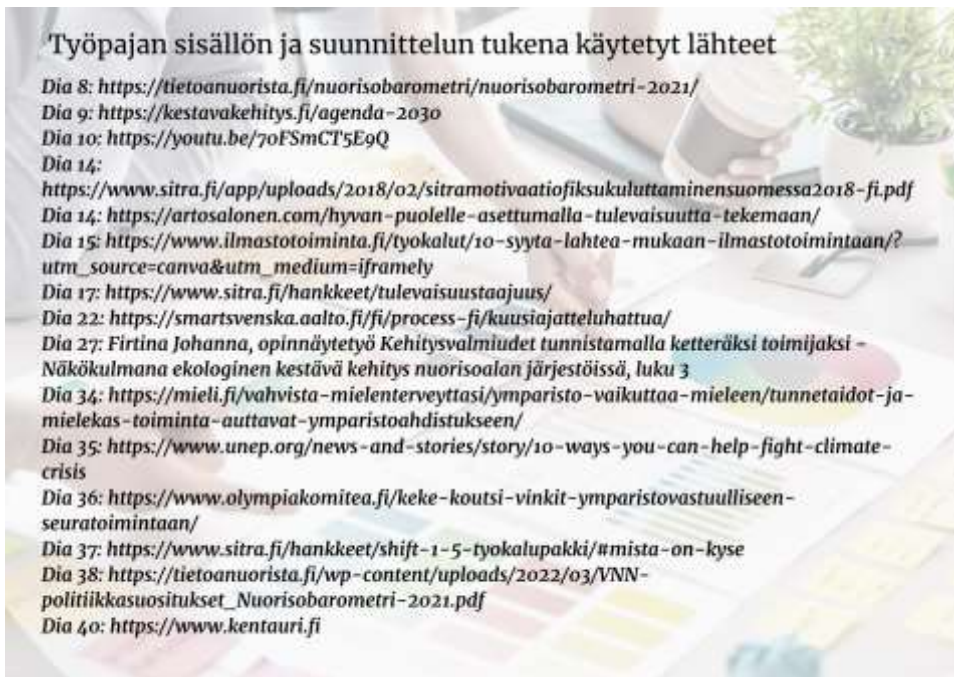 Työpajan sisällön ja suunnittelun tukena käytetyt lähteet
Dia 8: https://tietoanuorista.fi/nuorisobarometri/nuorisobarometri-2021/
Dia 9: https://kestavakehitys.fi/agenda-2030
Dia 10: https://youtu.be/70FSmCT5E9Q
Dia 14:
https://www.sitra.fi/app/uploads/2018/02/sitramotivaatiofiksukuluttaminensuomessa2018-fi.pdf
Dia 14: https://artosalonen.com/hyvan-puolelle-asettumalla-tulevaisuutta-tekemaan/
Dia 15: https://www.ilmastotoiminta.fi/tyokalut/10-syyta-lahtea-mukaan-ilmastotoimintaan/?
utm_source=canva&utm_medium=iframely
Dia 17: https://www.sitra.fi/hankkeet/tulevaisuustaajuus/
Dia 22: https://smartsvenska.aalto.fi/fi/process-fi/kuusiajatteluhattua/
Dia 27: Firtina Johanna, opinnäytetyö Kehitysvalmiudet tunnistamalla ketteräksi toimijaksi -
Näkökulmana ekologinen kestävä kehitys nuorisoalan järjestöissä, luku 3
Dia 34: https://mieli.fi/vahvista-mielenterveyttasi/ymparisto-vaikuttaa-mieleen/tunnetaidot-ja-
mielekas-toiminta-auttavat-ymparistoahdistukseen/
Dia 35: https://www.unep.org/news-and-stories/story/10-ways-you-can-help-fight-climate-
crisis
Dia 36: https://www.olympiakomitea.fi/keke-koutsi-vinkit-ymparistovastuulliseen-
seuratoimintaan/
Dia 37: https://www.sitra.fi/hankkeet/shift-1-5-tyokalupakki/#mista-on-kyse
Dia 38: https://tietoanuorista.fi/wp-content/uploads/2022/03/VNN-
politiikkasuositukset_Nuorisobarometri-2021.pdf
Dia 40: https://www.kentauri.fi